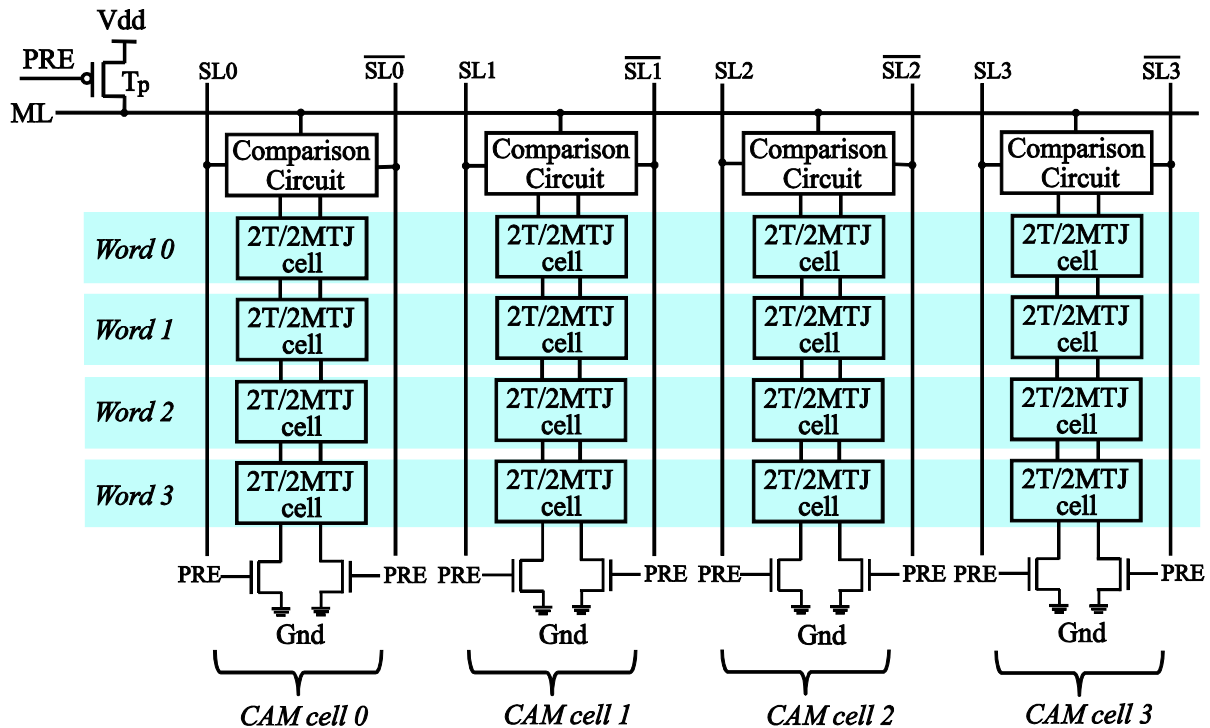 Vdd
PRE
Tp
SL0 S̅L̅0̅ SL1 S̅L̅1̅ SL2 S̅L̅2̅ SL3 S̅L̅3̅
ML
Comparison Comparison Comparison Comparison
Circuit Circuit Circuit Circuit
Word 0 2T/2MTJ 2T/2MTJ 2T/2MTJ 2T/2MTJ
cell cell cell cell
Word 1 2T/2MTJ 2T/2MTJ 2T/2MTJ 2T/2MTJ
cell cell cell cell
Word 2 2T/2MTJ 2T/2MTJ 2T/2MTJ 2T/2MTJ
cell cell cell cell
Word 3 2T/2MTJ 2T/2MTJ 2T/2MTJ 2T/2MTJ
cell cell cell cell
PRE PRE PRE PRE PRE PRE PRE PRE
Gnd Gnd Gnd Gnd
CAM cell 0 CAM cell 1 CAM cell 2 CAM cell 3